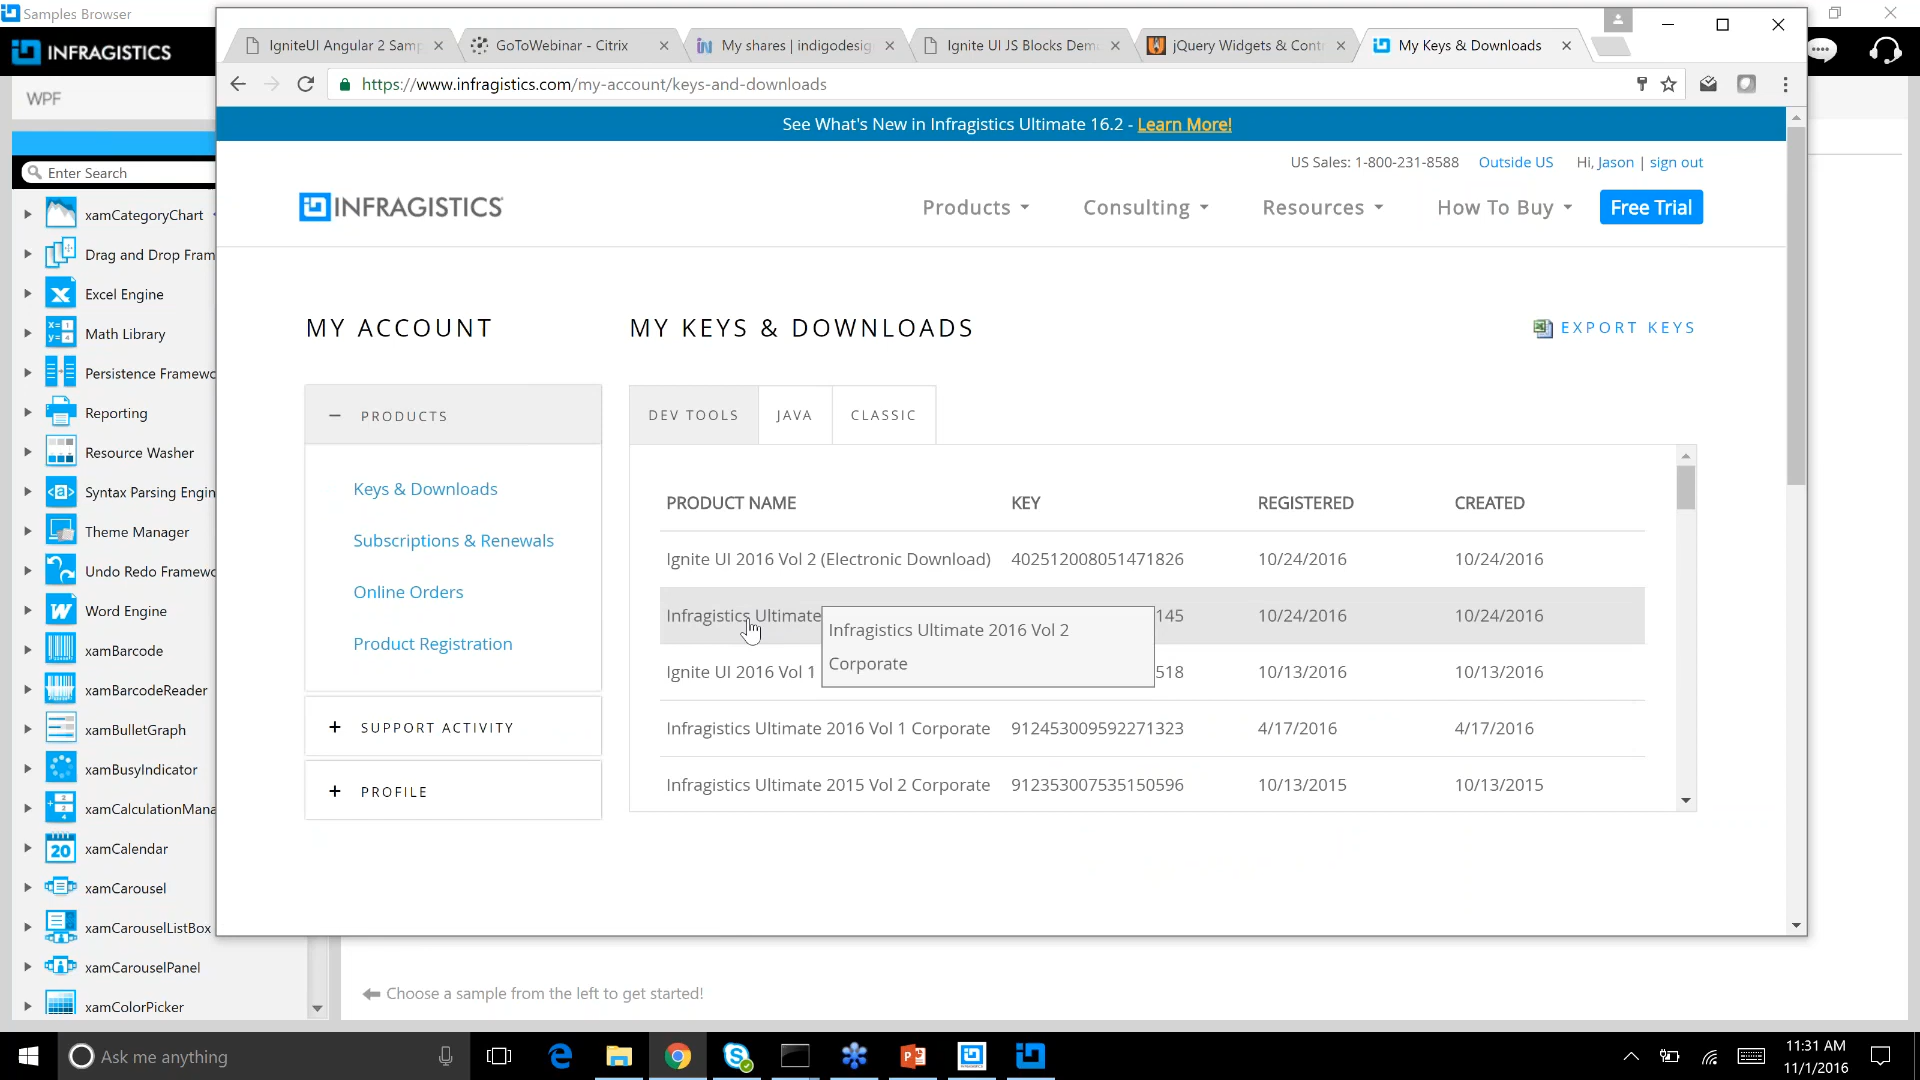 Samples Browser
INFRAGISTICS
WPF
Enter Search
xamCategoryChart
Drag and Drop Fram
Excel Engine
Math Library
Persistence Framewo
Reporting
Resource Washer
Syntax Parsing Engin
Theme Manager
Undo Redo Framewo
Word Engine
xamBarcode
xamBarcodeReader
xamBulletGraph
xamBusyIndicator
xamCalculationMana
xamCalendar
xamCarousel
xamCarouselListBox
xamCarouselPanel
xamColorPicker
IgniteUI Angular 2 Samp
GoToWebinar - Citrix
My shares | indigodesig
Ignite UI JS Blocks Dem
jQuery Widgets & Contr
My Keys & Downloads
https://www.infragistics.com/my-account/keys-and-downloads
See What's New in Infragistics Ultimate 16.2 - Learn More!
US Sales: 1-800-231-8588 Outside US Hi, Jason | sign out
INFRAGISTICS
Products Consulting Resources How To Buy Free Trial
MY ACCOUNT
PRODUCTS
Keys & Downloads
Subscriptions & Renewals
Online Orders
Product Registration
SUPPORT ACTIVITY
PROFILE
MY KEYS & DOWNLOADS
EXPORT KEYS
DEV TOOLS JAVA CLASSIC
PRODUCT NAME KEY REGISTERED CREATED
Ignite UI 2016 Vol 2 (Electronic Download) 402512008051471826 10/24/2016 10/24/2016
Infragistics Ultimate 145 10/24/2016 10/24/2016
Infragistics Ultimate 2016 Vol 2
Corporate
Ignite UI 2016 Vol 1 518 10/13/2016 10/13/2016
Infragistics Ultimate 2016 Vol 1 Corporate 912453009592271323 4/17/2016 4/17/2016
Infragistics Ultimate 2015 Vol 2 Corporate 912353007535150596 10/13/2015 10/13/2015
Choose a sample from the left to get started!
Ask me anything
11:31 AM
11/1/2016